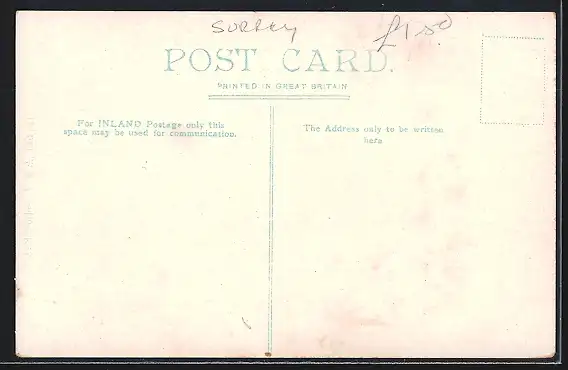 SURREY
£1.50
POST CARD.
PRINTED IN GREAT BRITAIN
For INLAND Postage only this
space may be used for communication.
The Address only to be written
here